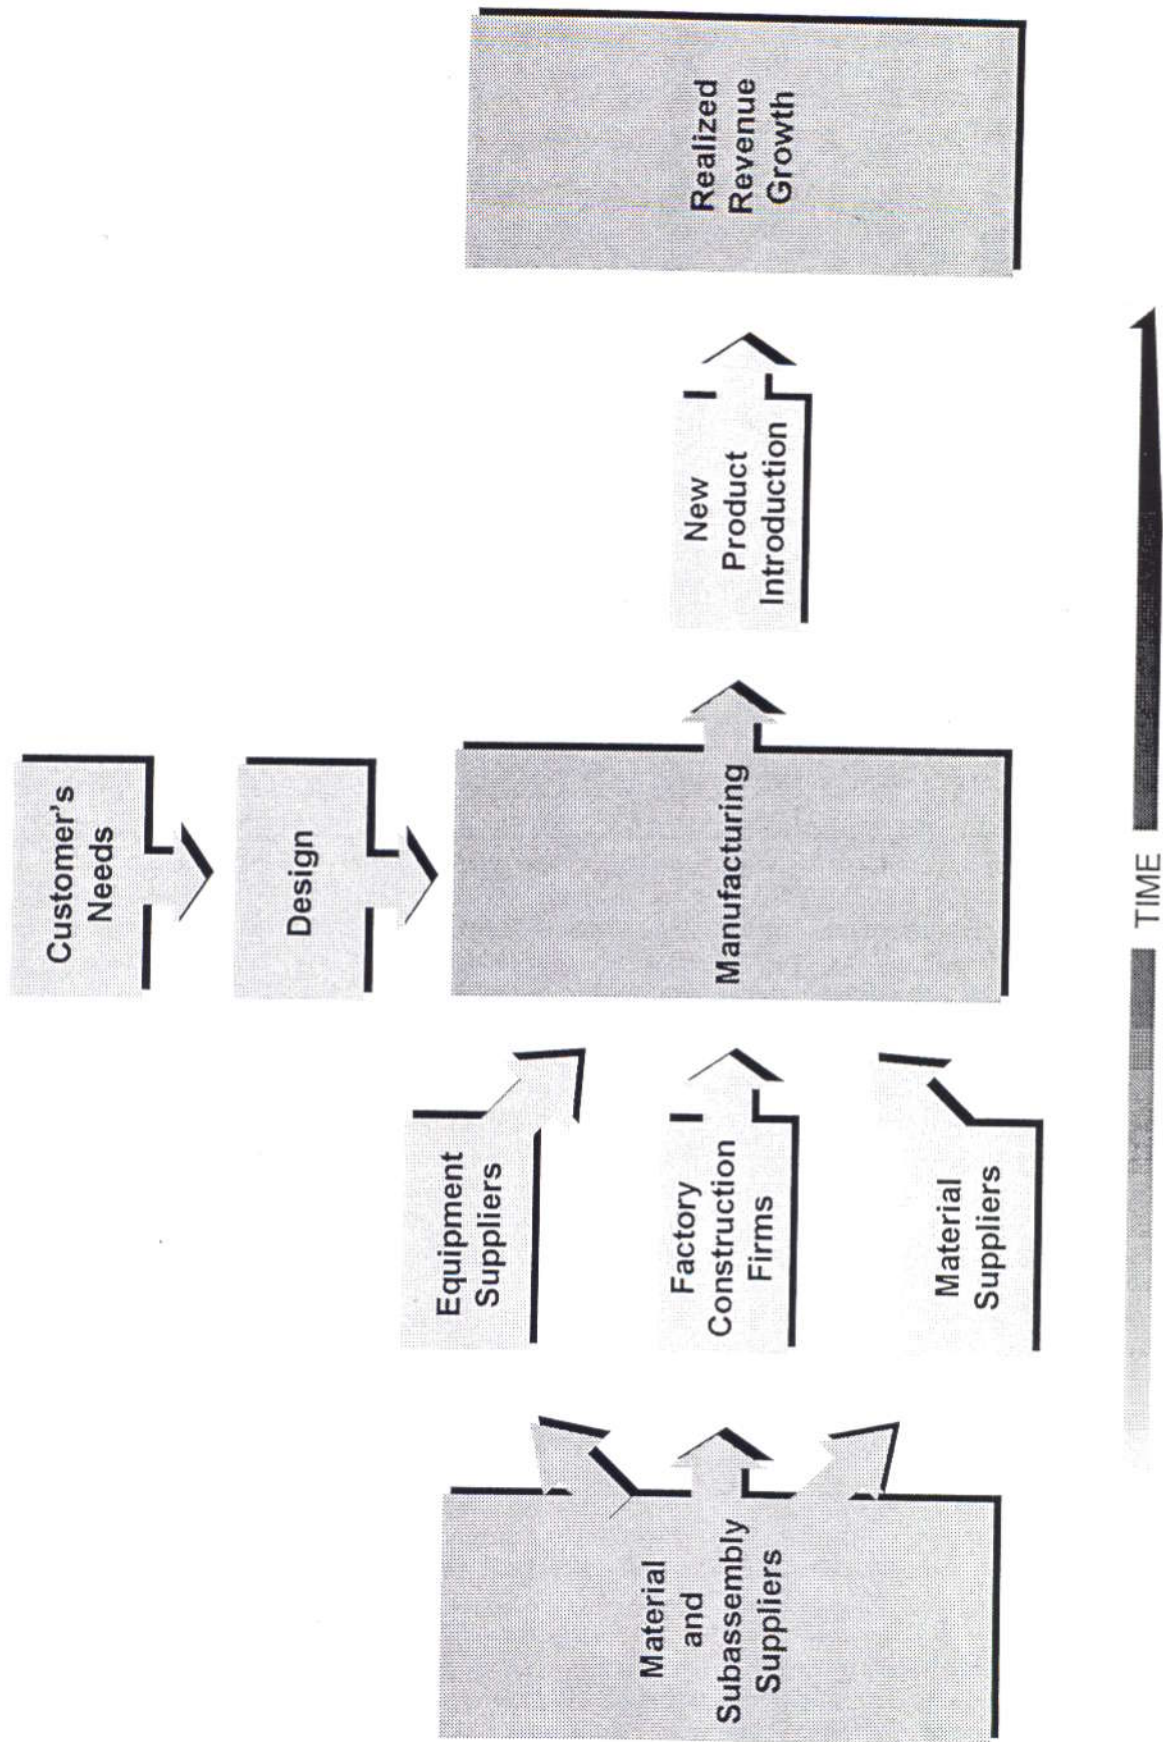 Customer's
Needs
Design
Material
and
Subassembly
Suppliers
Equipment
Suppliers
Factory
Construction
Firms
Material
Suppliers
Manufacturing
New
Product
Introduction
Realized
Revenue
Growth
TIME